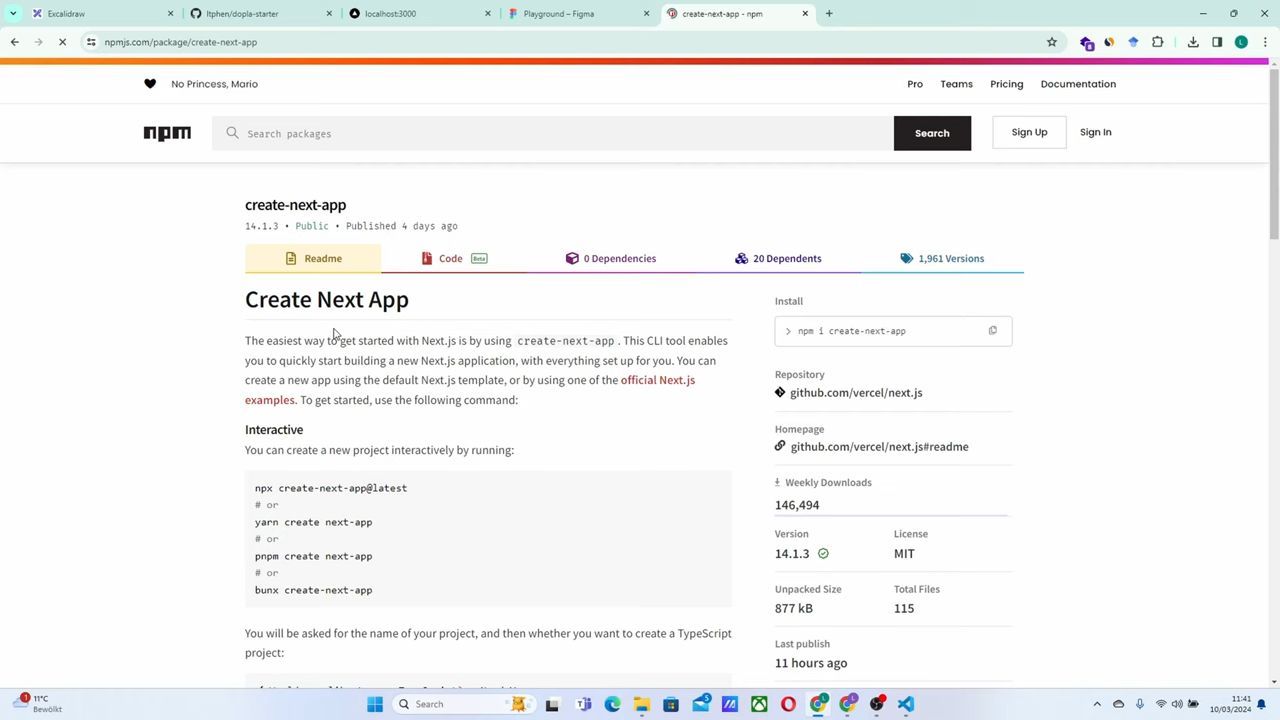 Excalidraw
ltphen/dopla-starter
localhost:3000
Playground – Figma
create-next-app - npm
npmjs.com/package/create-next-app
L
No Princess, Mario
Pro
Teams
Pricing
Documentation
npm
Search packages
Search
Sign Up
Sign In
create-next-app
14.1.3 • Public • Published 4 days ago
Readme
Code Beta
0 Dependencies
20 Dependents
1,961 Versions
Create Next App
The easiest way to get started with Next.js is by using create-next-app. This CLI tool enables
you to quickly start building a new Next.js application, with everything set up for you. You can
create a new app using the default Next.js template, or by using one of the official Next.js
examples. To get started, use the following command:
Interactive
You can create a new project interactively by running:
npx create-next-app@latest
# or
yarn create next-app
# or
pnpm create next-app
# or
bunx create-next-app
You will be asked for the name of your project, and then whether you want to create a TypeScript
project:
Install
> npm i create-next-app
Repository
github.com/vercel/next.js
Homepage
github.com/vercel/next.js#readme
Weekly Downloads
146,494
Version
14.1.3
License
MIT
Unpacked Size
877 kB
Total Files
115
Last publish
11 hours ago
11°C
Bewölkt
Search
11:41
10/03/2024